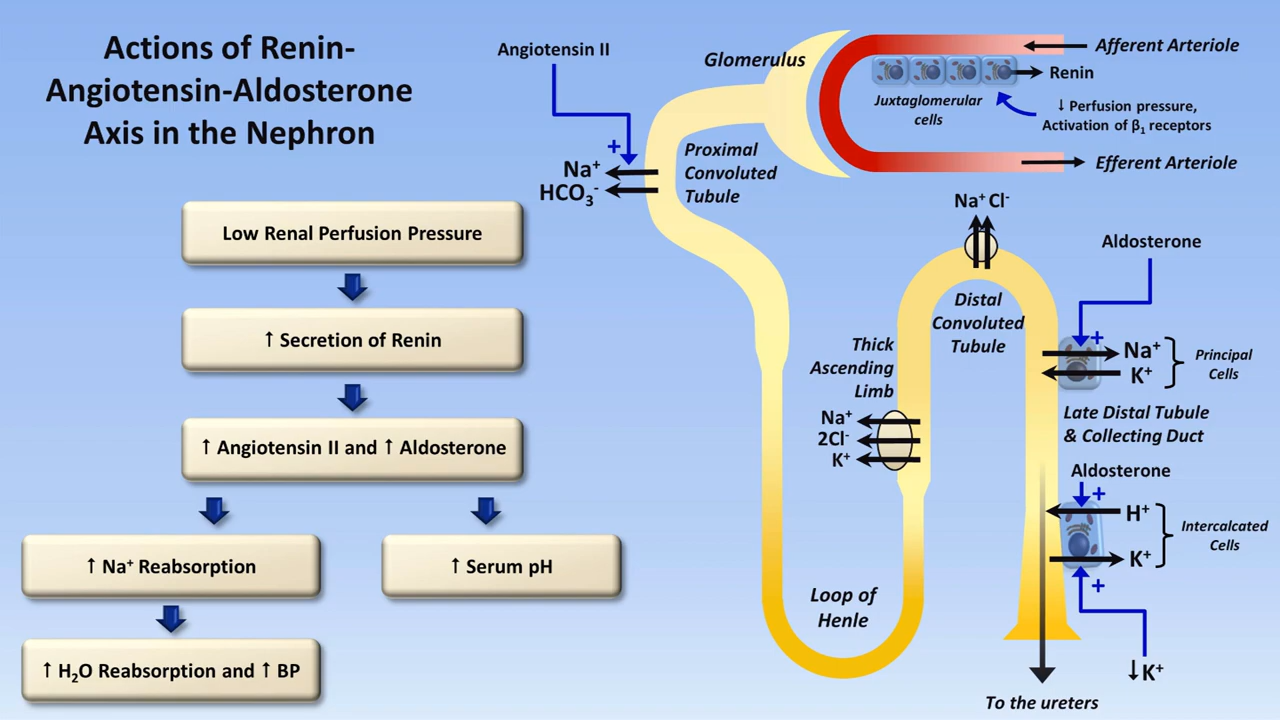 Actions of Renin-
Angiotensin-Aldosterone
Axis in the Nephron
Low Renal Perfusion Pressure
↑ Secretion of Renin
↑ Angiotensin II and ↑ Aldosterone
↑ Na⁺ Reabsorption
↑ Serum pH
↑ H₂O Reabsorption and ↑ BP
Angiotensin II
+
Na⁺
HCO₃⁻
Proximal
Convoluted
Tubule
Glomerulus
Afferent Arteriole
Renin
Juxtaglomerular
cells
↓ Perfusion pressure,
Activation of β₁ receptors
Efferent Arteriole
Na⁺ Cl⁻
Distal
Convoluted
Tubule
Thick
Ascending
Limb
Na⁺
2Cl⁻
K⁺
Loop of
Henle
Aldosterone
+
Na⁺
K⁺
Principal
Cells
Late Distal Tubule
& Collecting Duct
Aldosterone
+
H⁺
K⁺
Intercalcated
Cells
+
↓K⁺
To the ureters